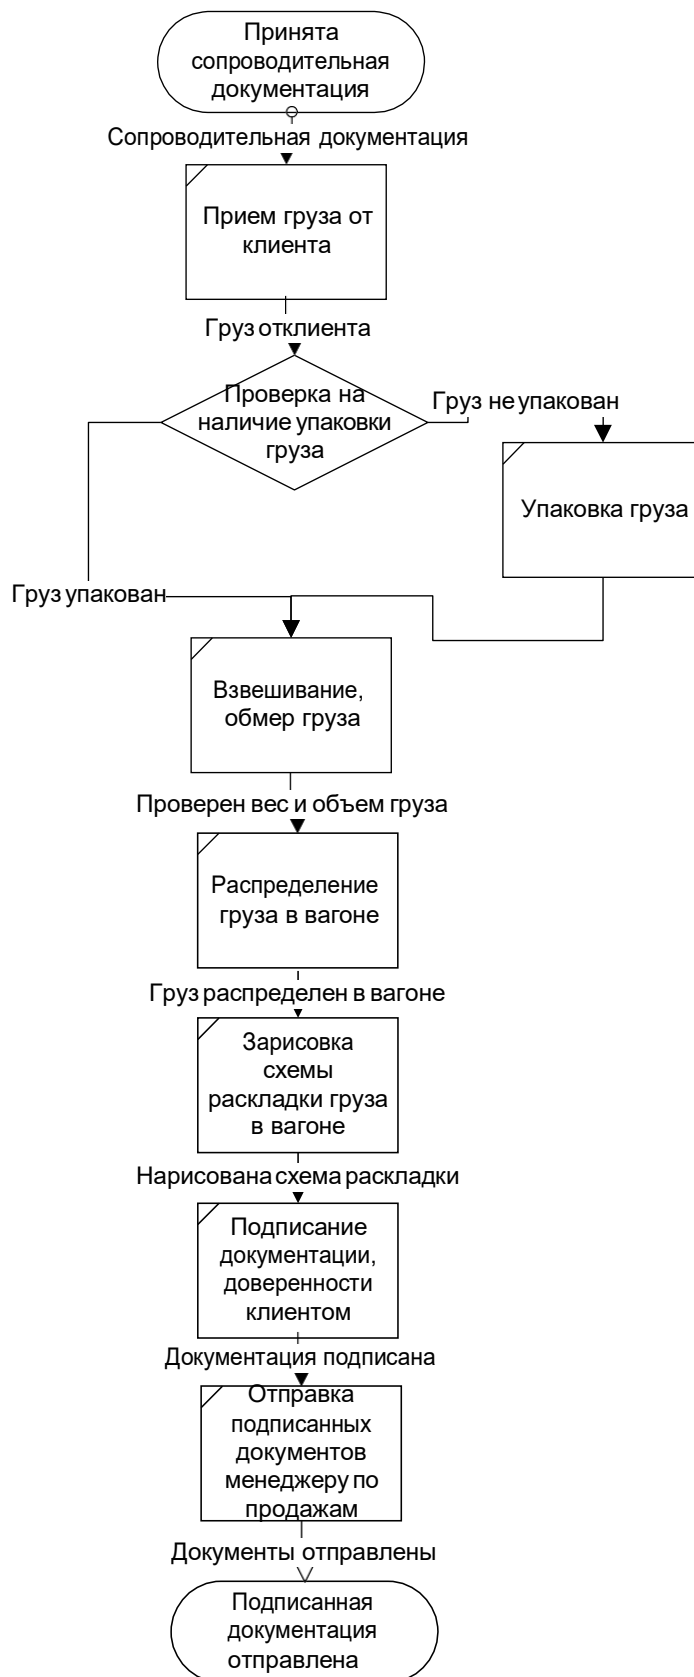 Принята
сопроводительная
документация
Сопроводительная документация
Прием груза от
клиента
Груз отклиента
Проверка на
наличие упаковки
груза
Груз не упакован
Упаковка груза
Груз упакован
Взвешивание,
обмер груза
Проверен вес и объем груза
Распределение
груза в вагоне
Груз распределен в вагоне
Зарисовка
схемы
раскладки груза
в вагоне
Нарисована схема раскладки
Подписание
документации,
доверенности
клиентом
Документация подписана
Отправка
подписанных
документов
менеджеру по
продажам
Документы отправлены
Подписанная
документация
отправлена